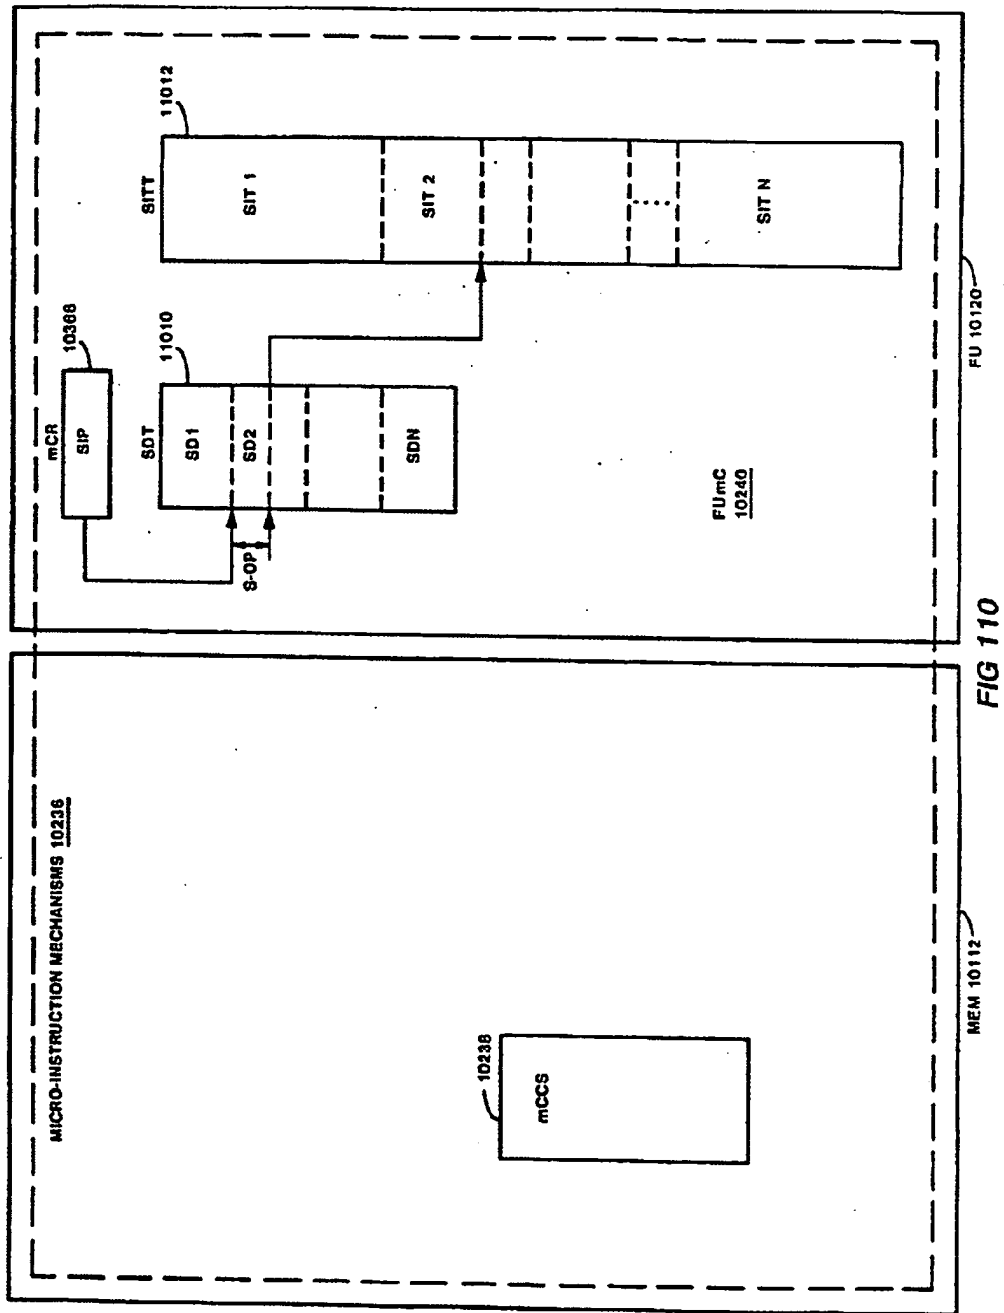 MICRO-INSTRUCTION MECHANISMS 10236
10238
mCCS
MEM 10112
mCR
10366
SIP
SDT
11010
SD1
SD2
SDN
S-OP
SITT
11012
SIT 1
SIT 2
SIT N
FUmC
10240
FU 10120
FIG 110